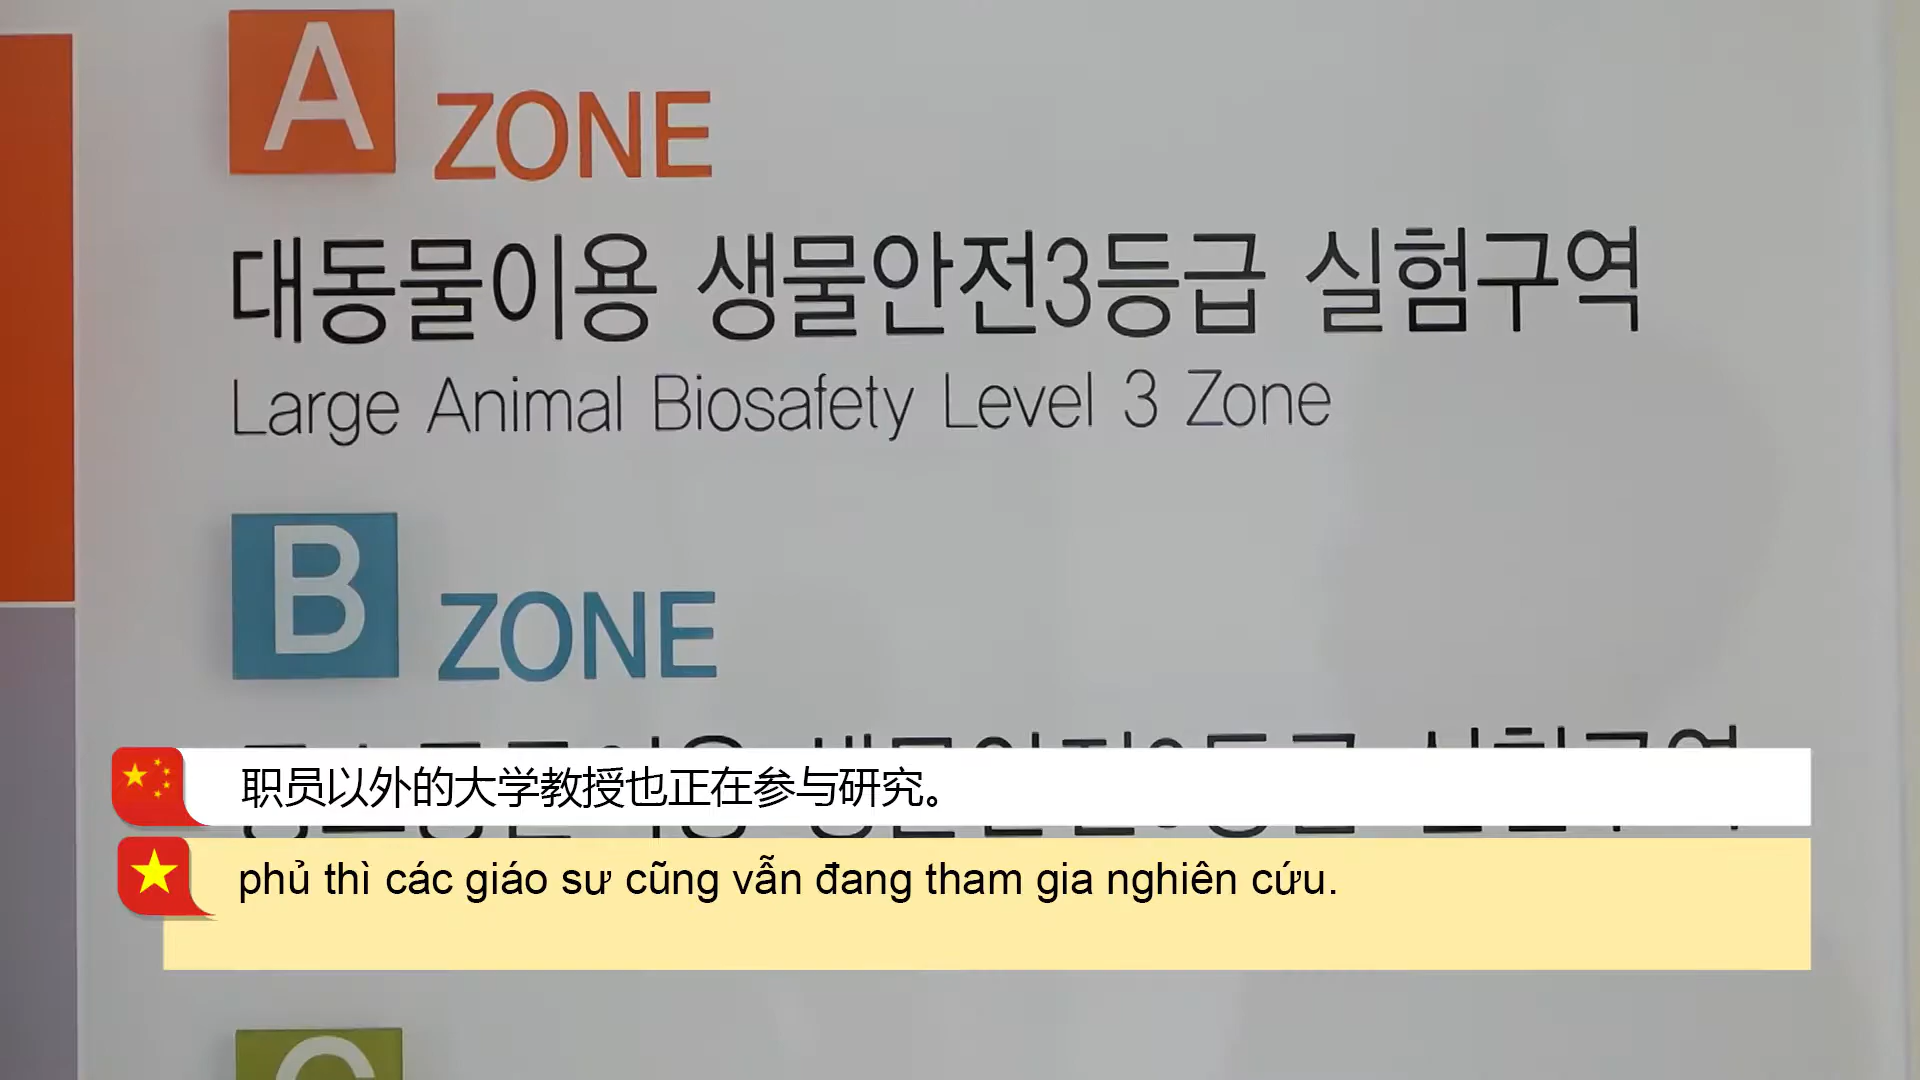 A ZONE
대동물이용 생물안전3등급 실험구역
Large Animal Biosafety Level 3 Zone
B ZONE
职员以外的大学教授也正在参与研究。
phủ thì các giáo sư cũng vẫn đang tham gia nghiên cứu.